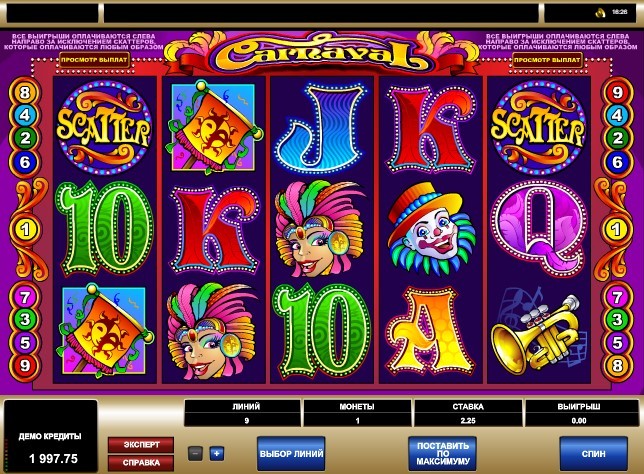 16:26
ВСЕ ВЫИГРЫШИ ОПЛАЧИВАЮТСЯ СЛЕВА
НАПРАВО ЗА ИСКЛЮЧЕНИЕМ СКАТТЕРОВ,
КОТОРЫЕ ОПЛАЧИВАЮТСЯ ЛЮБЫМ ОБРАЗОМ
Carnaval
ВСЕ ВЫИГРЫШИ ОПЛАЧИВАЮТСЯ СЛЕВА
НАПРАВО ЗА ИСКЛЮЧЕНИЕМ СКАТТЕРОВ,
КОТОРЫЕ ОПЛАЧИВАЮТСЯ ЛЮБЫМ ОБРАЗОМ
ПРОСМОТР ВЫПЛАТ
ПРОСМОТР ВЫПЛАТ
8
4
2
6
1
7
3
5
9
SCATTER
J
K
SCATTER
10
K
Q
10
A
9
4
2
6
1
7
3
5
8
ДЕМО КРЕДИТЫ
1 997.75
ЛИНИЙ
9
МОНЕТЫ
1
СТАВКА
2.25
ВЫИГРЫШ
0.00
ЭКСПЕРТ
СПРАВКА
- +
ВЫБОР ЛИНИЙ
ПОСТАВИТЬ
ПО
МАКСИМУМУ
СПИН